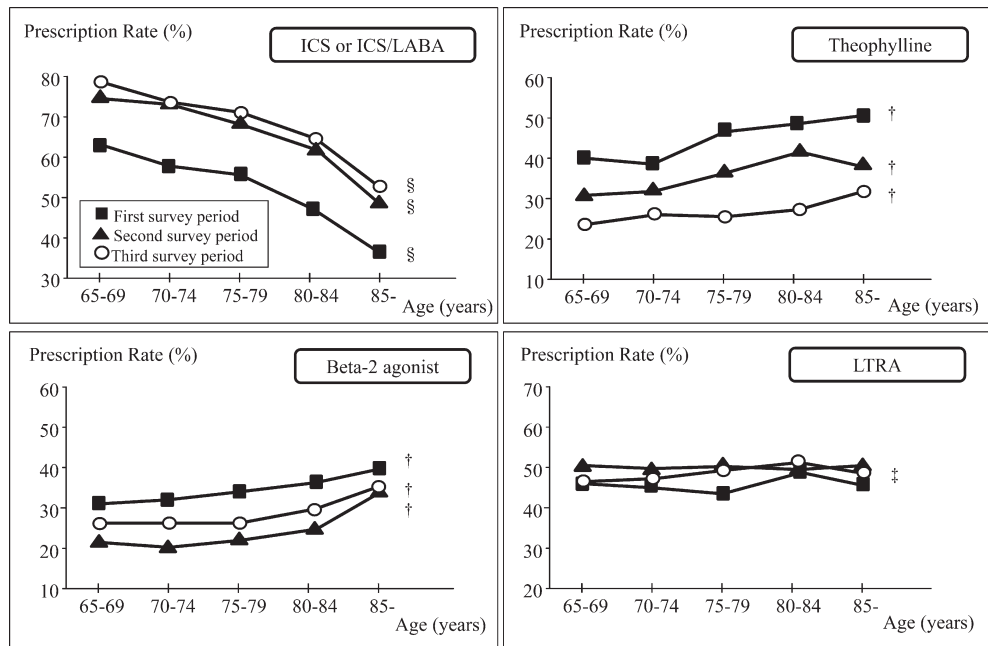 Prescription Rate (%)
ICS or ICS/LABA
80
70
60
50
40
30
§
§
§
First survey period
Second survey period
Third survey period
65-69 70-74 75-79 80-84 85-
Age (years)
Prescription Rate (%)
Theophylline
60
50
40
30
20
10
†
†
†
65-69 70-74 75-79 80-84 85-
Age (years)
Prescription Rate (%)
Beta-2 agonist
60
50
40
30
20
10
†
†
†
65-69 70-74 75-79 80-84 85-
Age (years)
Prescription Rate (%)
LTRA
70
60
50
40
30
20
‡
65-69 70-74 75-79 80-84 85-
Age (years)